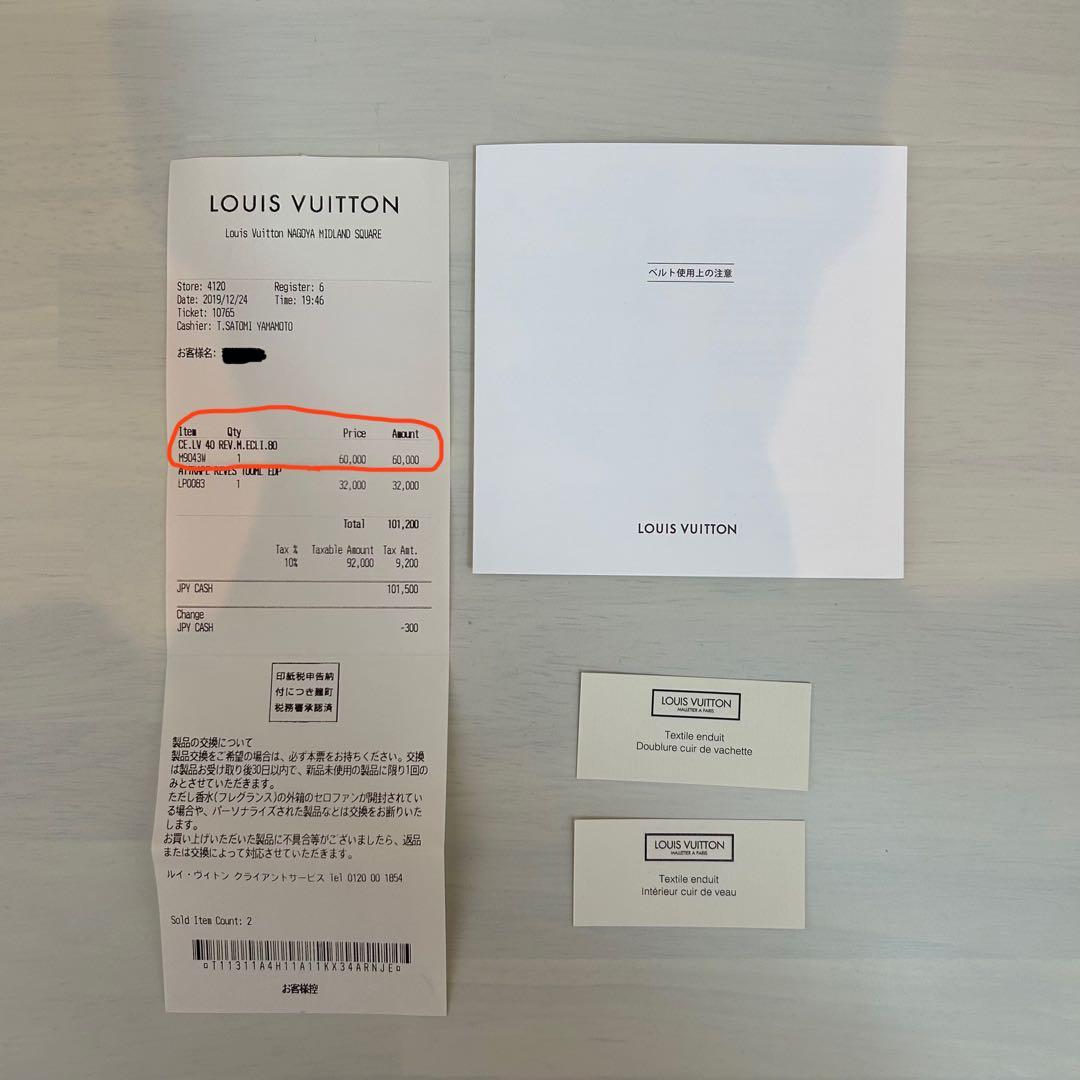 LOUIS VUITTON
Louis Vuitton NAGOYA MIDLAND SQUARE
Store: 4120 Register: 6
Date: 2019/12/24 Time: 19:46
Ticket: 10765
Cashier: T.SATOMI YAMAMOTO
お客様名:
Item Qty Price Amount
CE.LV 40 REV.M.ECLI.80
M9043W 1 60,000 60,000
ATTRAPE REVES 100ML EDP
LP0083 1 32,000 32,000
Total 101,200
Tax % Taxable Amount Tax Amt.
10% 92,000 9,200
JPY CASH 101,500
Change
JPY CASH -300
印紙税申告納
付につき麹町
税務署承認済
製品の交換について
製品交換をご希望の場合は、必ず本票をお持ちください。交換
は製品お受け取り後30日以内で、新品未使用の製品に限り1回の
みとさせていただきます。
ただし香水(フレグランス)の外箱のセロファンが開封されてい
る場合や、パーソナライズされた製品などは交換をお断りいた
します。
お買い上げいただいた製品に不具合等がございましたら、返品
または交換によって対応させていただきます。
ルイ・ヴィトン クライアントサービス Tel 0120 00 1854
Sold Item Count: 2
¤T11311A4H11A11KX34ARNJE¤
お客様控
ベルト使用上の注意
LOUIS VUITTON
LOUIS VUITTON
MALLETIER A PARIS
Textile enduit
Doublure cuir de vachette
LOUIS VUITTON
MALLETIER A PARIS
Textile enduit
Intérieur cuir de veau